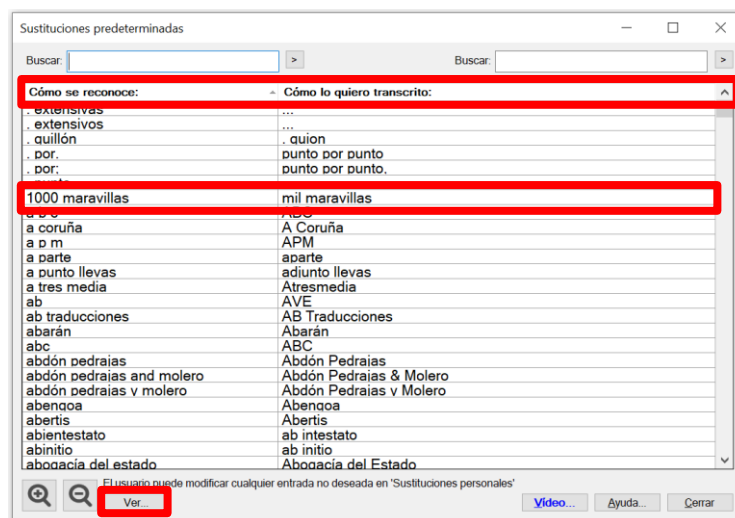 Sustituciones predeterminadas
Buscar: > Buscar: >
Cómo se reconoce: Cómo lo quiero transcrito:
. extensivas ...
. extensivos ...
. guillón . guion
. por. punto por punto
. por; punto por punto.
1000 maravillas mil maravillas
a b c ABC
a coruña A Coruña
a p m APM
a parte aparte
a punto llevas adjunto llevas
a tres media Atresmedia
ab AVE
ab traducciones AB Traducciones
abarán Abarán
abc ABC
abdón pedrajas Abdón Pedrajas
abdón pedrajas and molero Abdón Pedrajas & Molero
abdón pedrajas y molero Abdón Pedrajas y Molero
abengoa Abengoa
abertis Abertis
abientestato ab intestato
abinitio ab initio
abogacía del estado Abogacía del Estado
El usuario puede modificar cualquier entrada no deseada en 'Sustituciones personales'
Ver... Vídeo... Ayuda... Cerrar